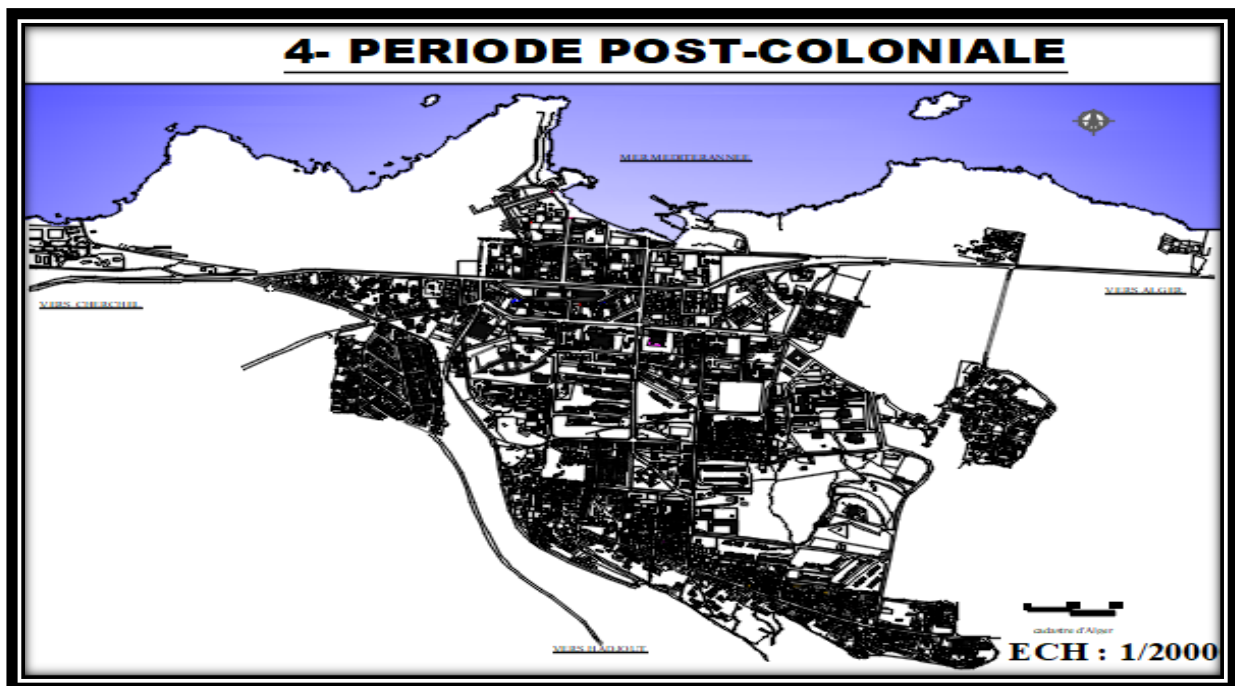 4- PERIODE POST-COLONIALE
MER MEDITERANNEE
VERS CHERCHEL
VERS ALGER
cadastre d'Alger
ECH : 1/2000
VERS HADJOUT